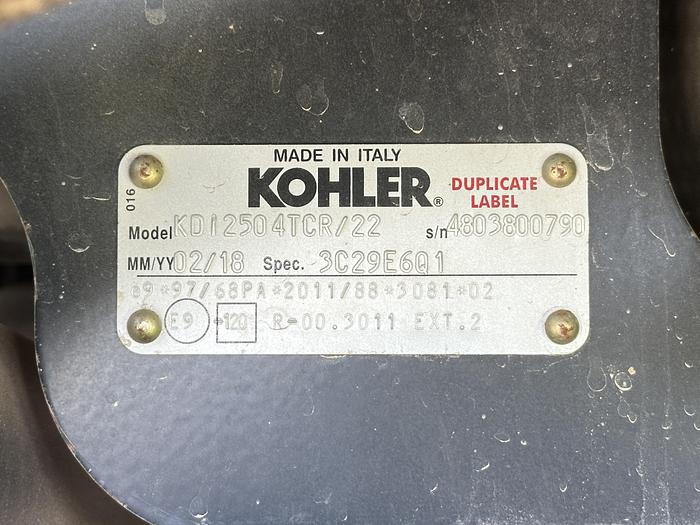 MADE IN ITALY
KOHLER®
DUPLICATE
LABEL
016
Model KDI2504TCR/22 s/n 4803800790
MM/YY 02/18 Spec. 3C29E6Q1
e9*97/68PA*2011/88*3081*02
E9 120 R-00.3011 EXT.2